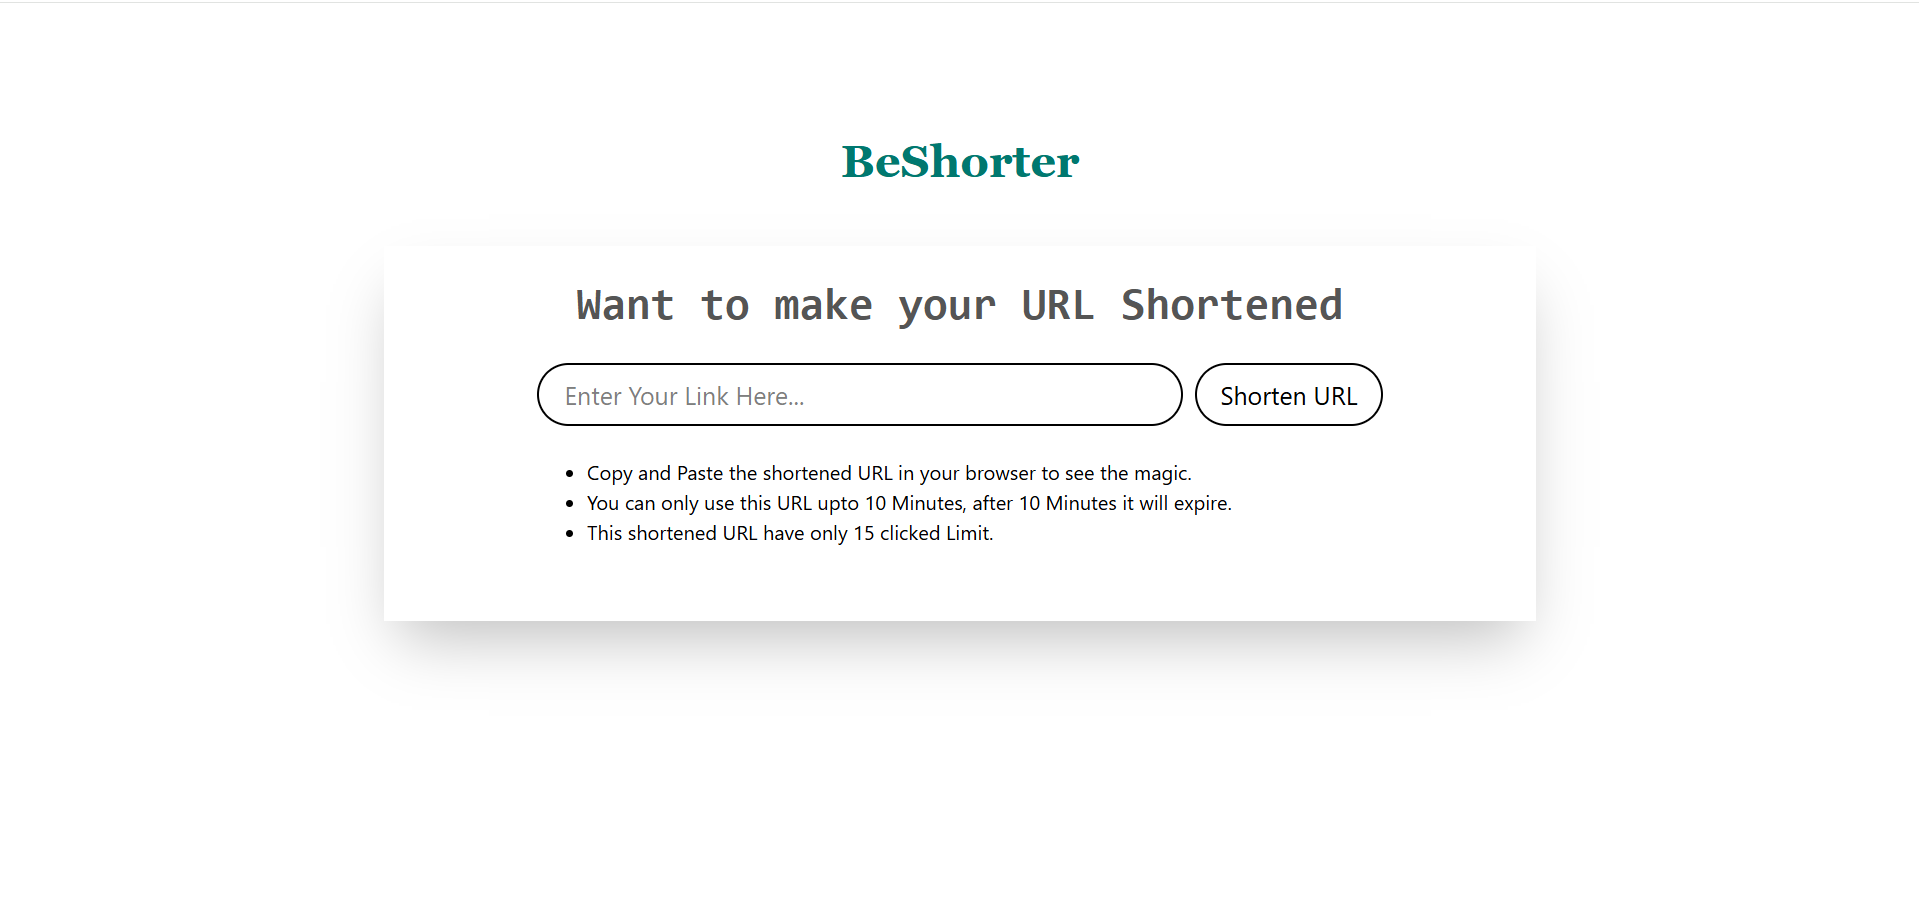 BeShorter
Want to make your URL Shortened
Enter Your Link Here...
Shorten URL
Copy and Paste the shortened URL in your browser to see the magic.
You can only use this URL upto 10 Minutes, after 10 Minutes it will expire.
This shortened URL have only 15 clicked Limit.